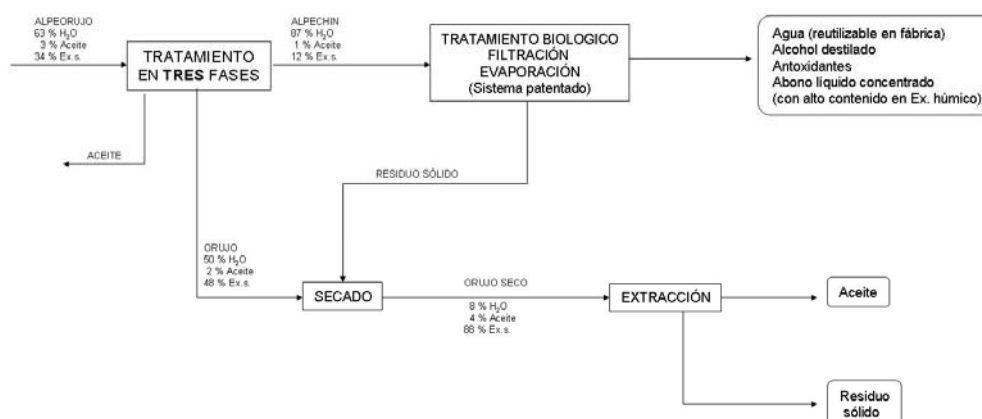 ALPEORUJO
63 % H₂O
3 % Aceite
34 % Ex.s.
TRATAMIENTO
EN TRES FASES
ALPECHIN
87 % H₂O
1 % Aceite
12 % Ex.s.
TRATAMIENTO BIOLOGICO
FILTRACIÓN
EVAPORACIÓN
(Sistema patentado)
Agua (reutilizable en fábrica)
Alcohol destilado
Antoxidantes
Abono líquido concentrado
(con alto contenido en Ex. húmico)
ACEITE
RESIDUO SÓLIDO
ORUJO
50 % H₂O
2 % Aceite
48 % Ex.s.
SECADO
ORUJO SECO
8 % H₂O
4 % Aceite
88 % Ex.s.
EXTRACCIÓN
Aceite
Residuo
sólido